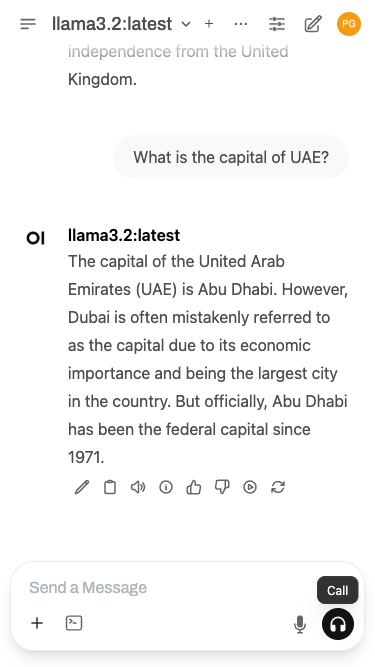 llama3.2:latest
PG
independence from the United
Kingdom.
What is the capital of UAE?
OI
llama3.2:latest
The capital of the United Arab
Emirates (UAE) is Abu Dhabi. However,
Dubai is often mistakenly referred to
as the capital due to its economic
importance and being the largest city
in the country. But officially, Abu Dhabi
has been the federal capital since
1971.
Send a Message
Call